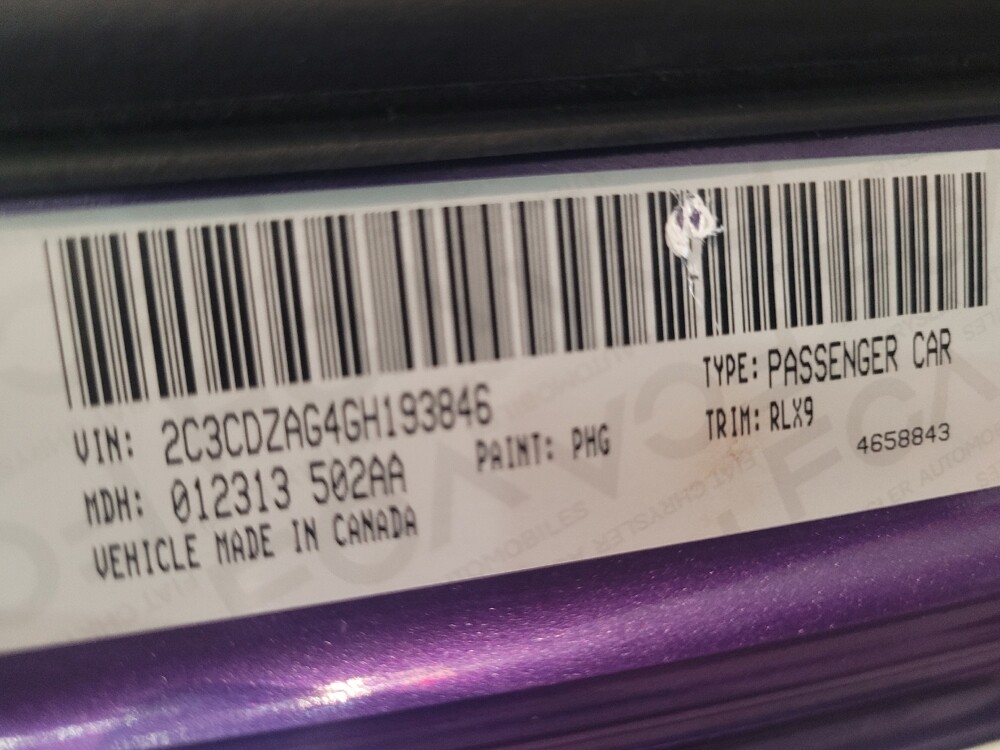 VIN: 2C3CDZAG4GH193846
MDH: 012313 502AA
PAINT: PHG
VEHICLE MADE IN CANADA
TYPE: PASSENGER CAR
TRIM: RLX9
4658843